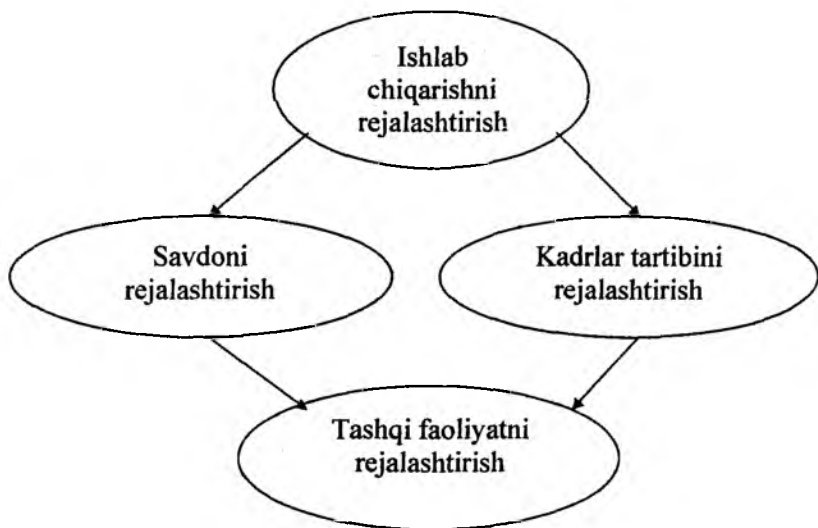 Ishlab
chiqarishni
rejalashtirish
Savdoni
rejalashtirish
Kadrlar tartibini
rejalashtirish
Tashqi faoliyatni
rejalashtirish